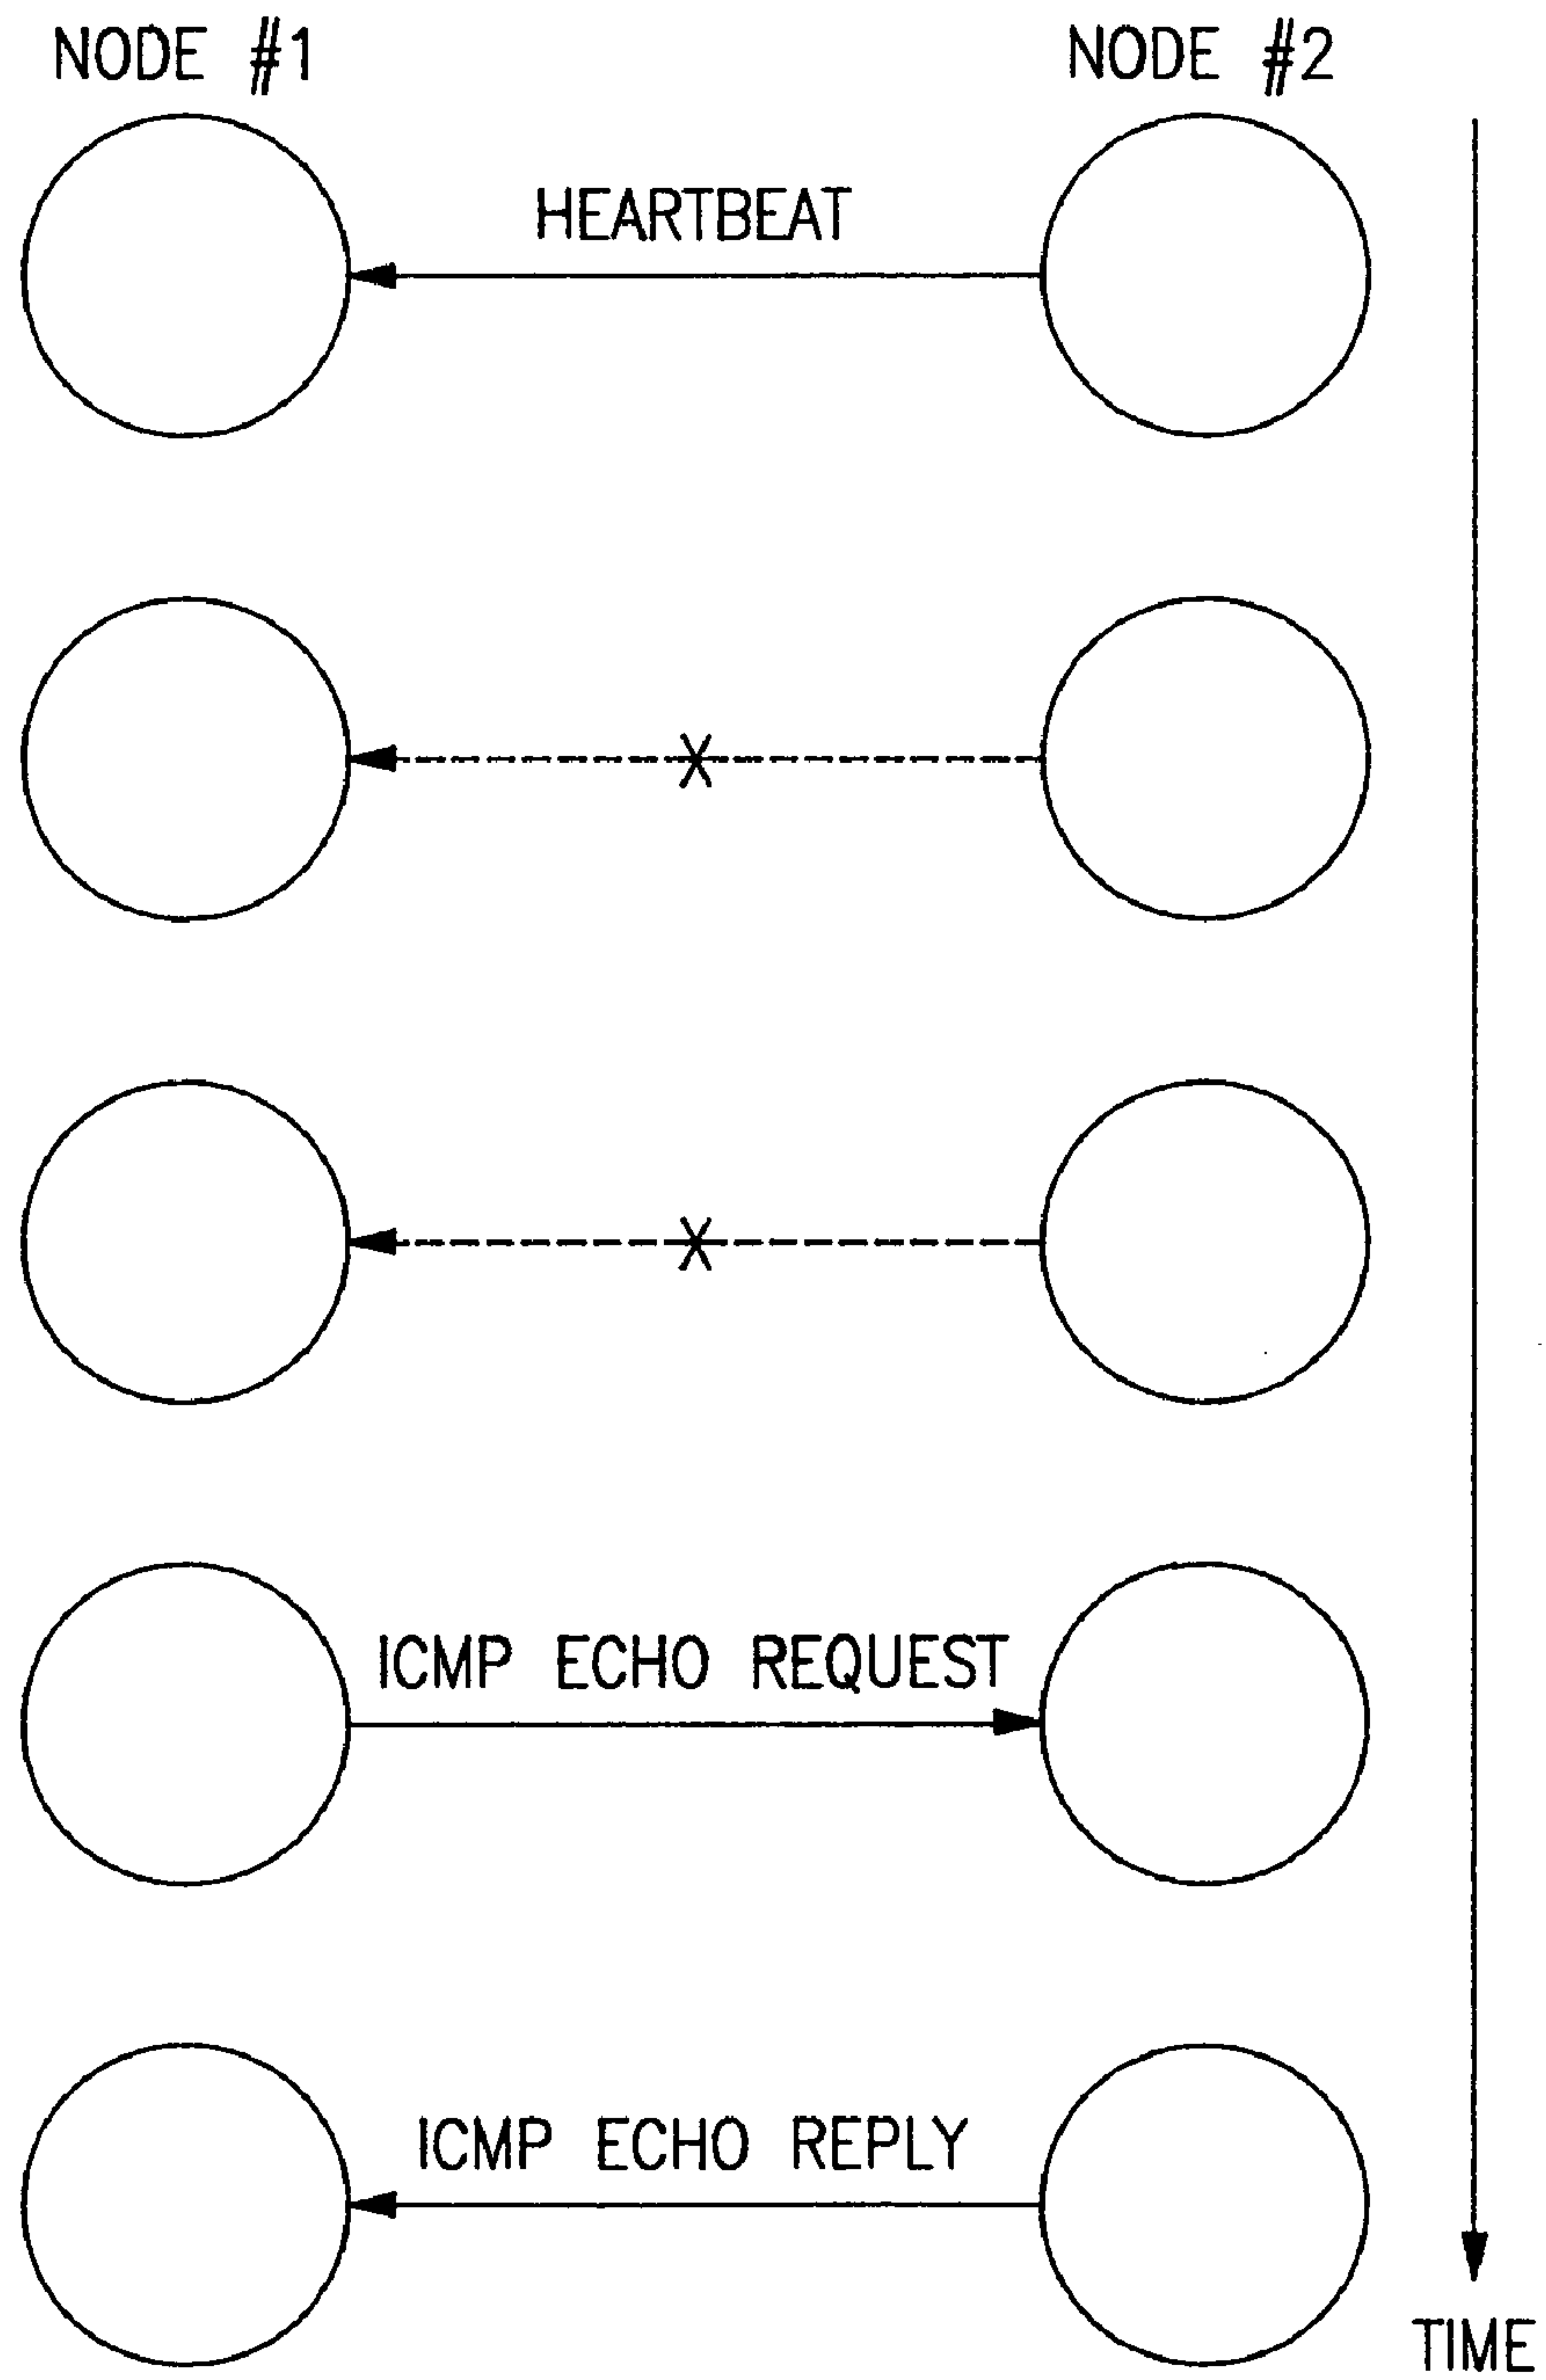 NODE #1
NODE #2
HEARTBEAT
X
X
ICMP ECHO REQUEST
ICMP ECHO REPLY
TIME